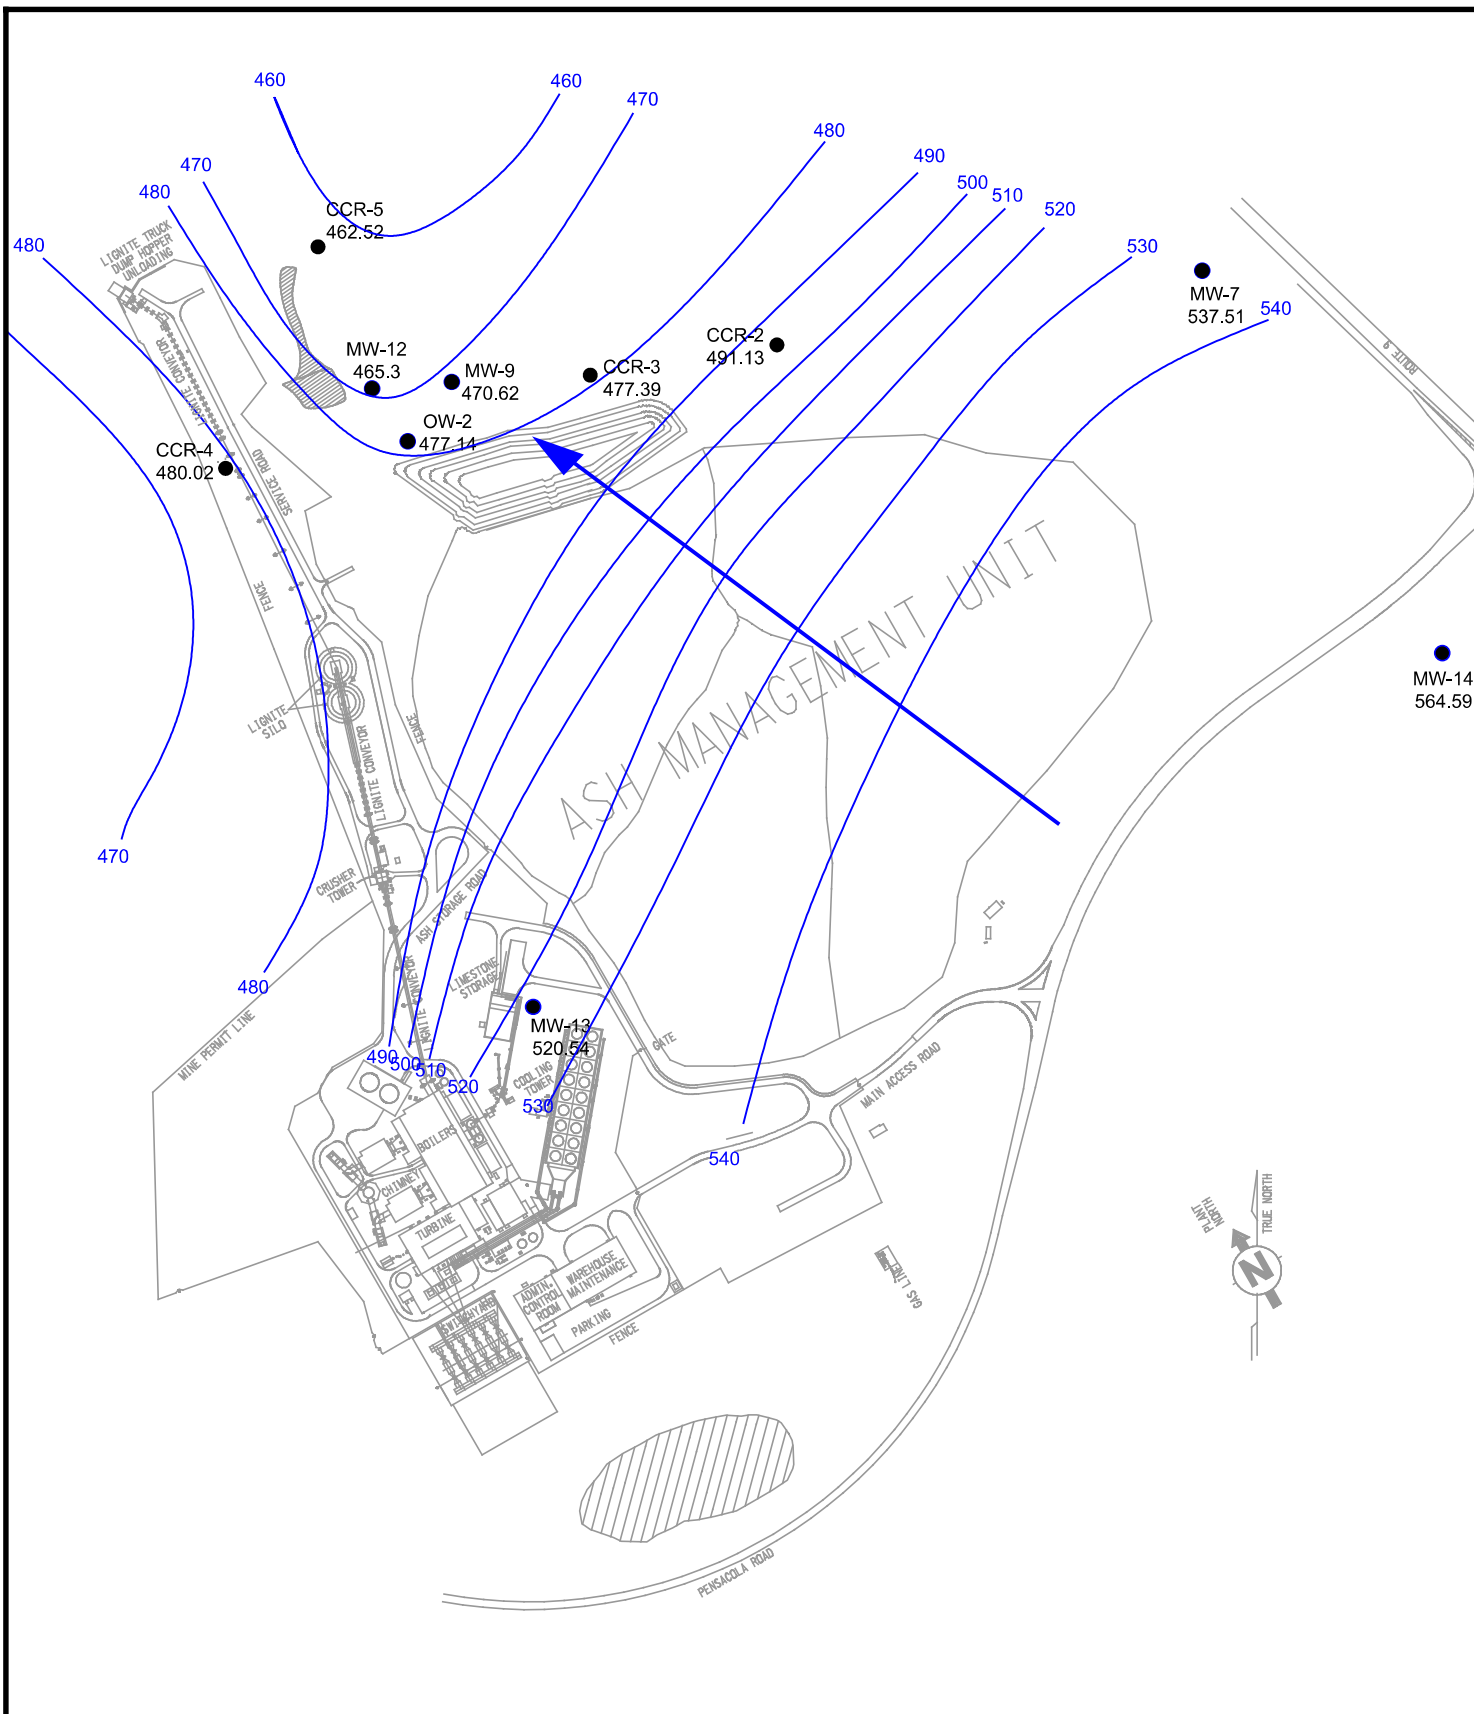 460
460
470
480
470
490
500
510
520
530
480
480
CCR-5
462.52
LIGNITE TRUCK
DUMP HOPPER
UNLOADING
MW-7
537.51
540
ROUTE 9
CCR-2
491.13
MW-12
465.3
MW-9
470.62
CCR-3
477.39
LIGNITE CONVEYOR
OW-2
477.14
CCR-4
480.02
SERVICE ROAD
FENCE
ASH MANAGEMENT UNIT
MW-14
564.59
LIGNITE
SILO
FENCE
LIGNITE CONVEYOR
470
CRUSHER
TOWER
ASH STORAGE ROAD
480
LIGNITE CONVEYOR
LIMESTONE
STORAGE
MINE PERMIT LINE
MW-13
520.54
GATE
490
500
510
520
530
COOLING
TOWER
MAIN ACCESS ROAD
540
BOILERS
CHIMNEY
TURBINE
PLANT
NORTH
TRUE NORTH
N
WAREHOUSE
MAINTENANCE
ADMIN.
CONTROL
ROOM
SWITCHYARD
PARKING
FENCE
GAS LINE
PENSACOLA ROAD